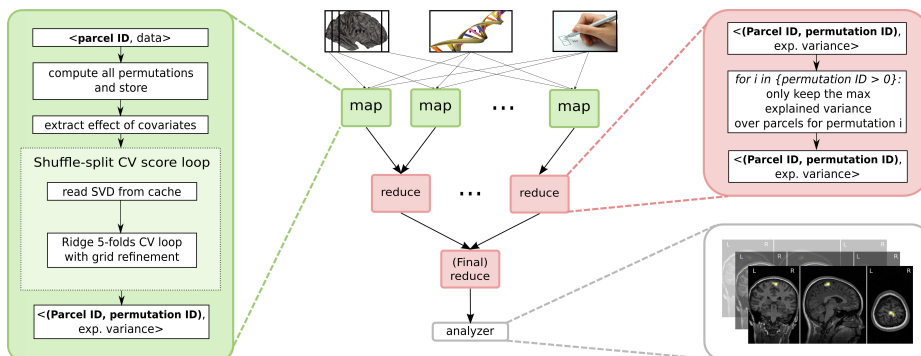 <parcel ID, data>
compute all permutations
and store
extract effect of covariates
Shuffle-split CV score loop
read SVD from cache
Ridge 5-folds CV loop
with grid refinement
<(Parcel ID, permutation ID),
exp. variance>
map
map
...
map
reduce
...
reduce
(Final)
reduce
analyzer
<(Parcel ID, permutation ID),
exp. variance>
for i in {permutation ID > 0}:
only keep the max
explained variance
over parcels for permutation i
<(Parcel ID, permutation ID),
exp. variance>
L R L
L R L
L R L